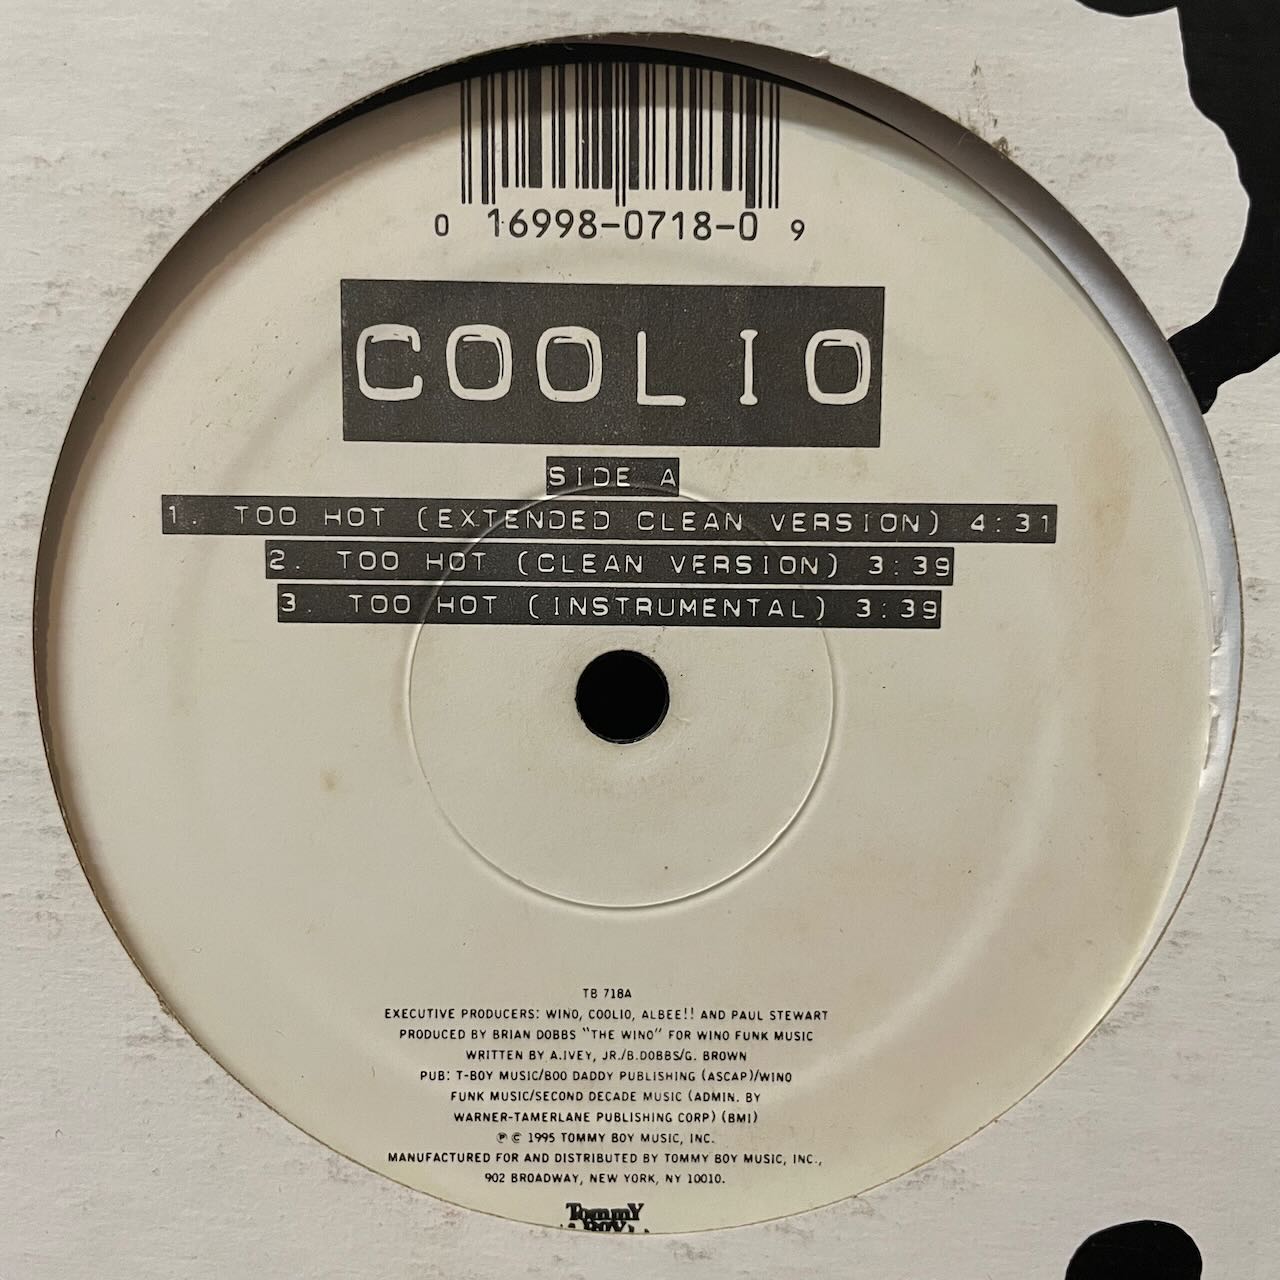 0 16998-0718-0 9
COOLIO
SIDE A
1. TOO HOT (EXTENDED CLEAN VERSION) 4:31
2. TOO HOT (CLEAN VERSION) 3:39
3. TOO HOT (INSTRUMENTAL) 3:39
TB 718A
EXECUTIVE PRODUCERS: WINO, COOLIO, ALBEE!! AND PAUL STEWART
PRODUCED BY BRIAN DOBBS "THE WINO" FOR WINO FUNK MUSIC
WRITTEN BY A.IVEY, JR./B.DOBBS/G. BROWN
PUB: T-BOY MUSIC/BOO DADDY PUBLISHING (ASCAP)/WINO
FUNK MUSIC/SECOND DECADE MUSIC (ADMIN. BY
WARNER-TAMERLANE PUBLISHING CORP) (BMI)
℗ © 1995 TOMMY BOY MUSIC, INC.
MANUFACTURED FOR AND DISTRIBUTED BY TOMMY BOY MUSIC, INC.,
902 BROADWAY, NEW YORK, NY 10010.
TommY
BOY